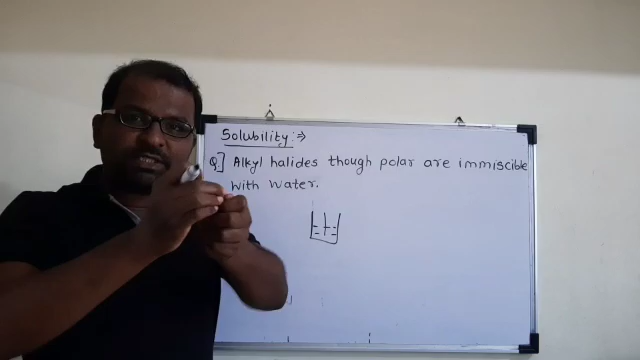 Solubility :⇒
Q.] Alkyl halides though polar are immiscible
with water.